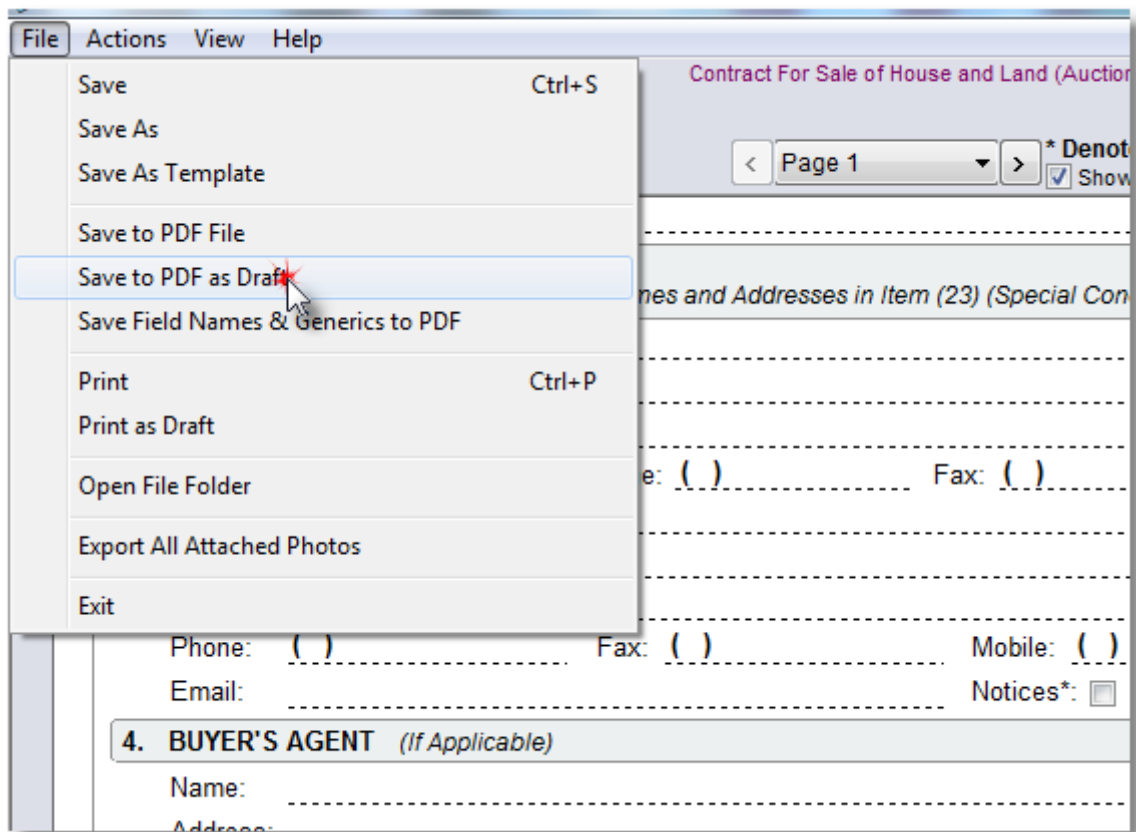 File Actions View Help
Save Ctrl+S
Save As
Save As Template
Save to PDF File
Save to PDF as Draft
Save Field Names & Generics to PDF
Print Ctrl+P
Print as Draft
Open File Folder
Export All Attached Photos
Exit
Contract For Sale of House and Land (Auction
< Page 1 > * Denot
Show
mes and Addresses in Item (23) (Special Con
e: ( ) Fax: ( )
Phone: ( ) Fax: ( ) Mobile: ( )
Email: Notices*:
4. BUYER'S AGENT (If Applicable)
Name:
Address: